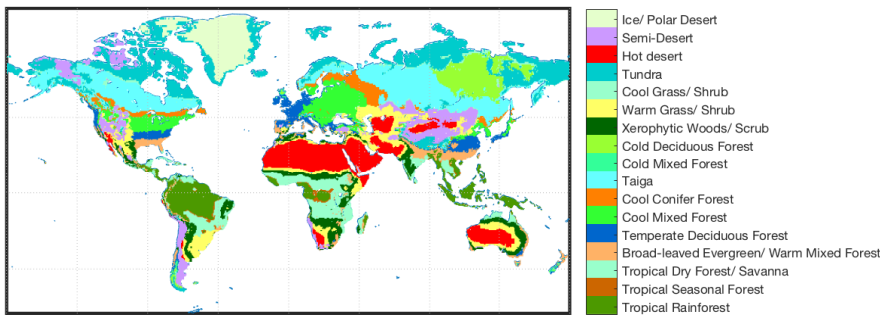 Ice/ Polar Desert
Semi-Desert
Hot desert
Tundra
Cool Grass/ Shrub
Warm Grass/ Shrub
Xerophytic Woods/ Scrub
Cold Deciduous Forest
Cold Mixed Forest
Taiga
Cool Conifer Forest
Cool Mixed Forest
Temperate Deciduous Forest
Broad-leaved Evergreen/ Warm Mixed Forest
Tropical Dry Forest/ Savanna
Tropical Seasonal Forest
Tropical Rainforest